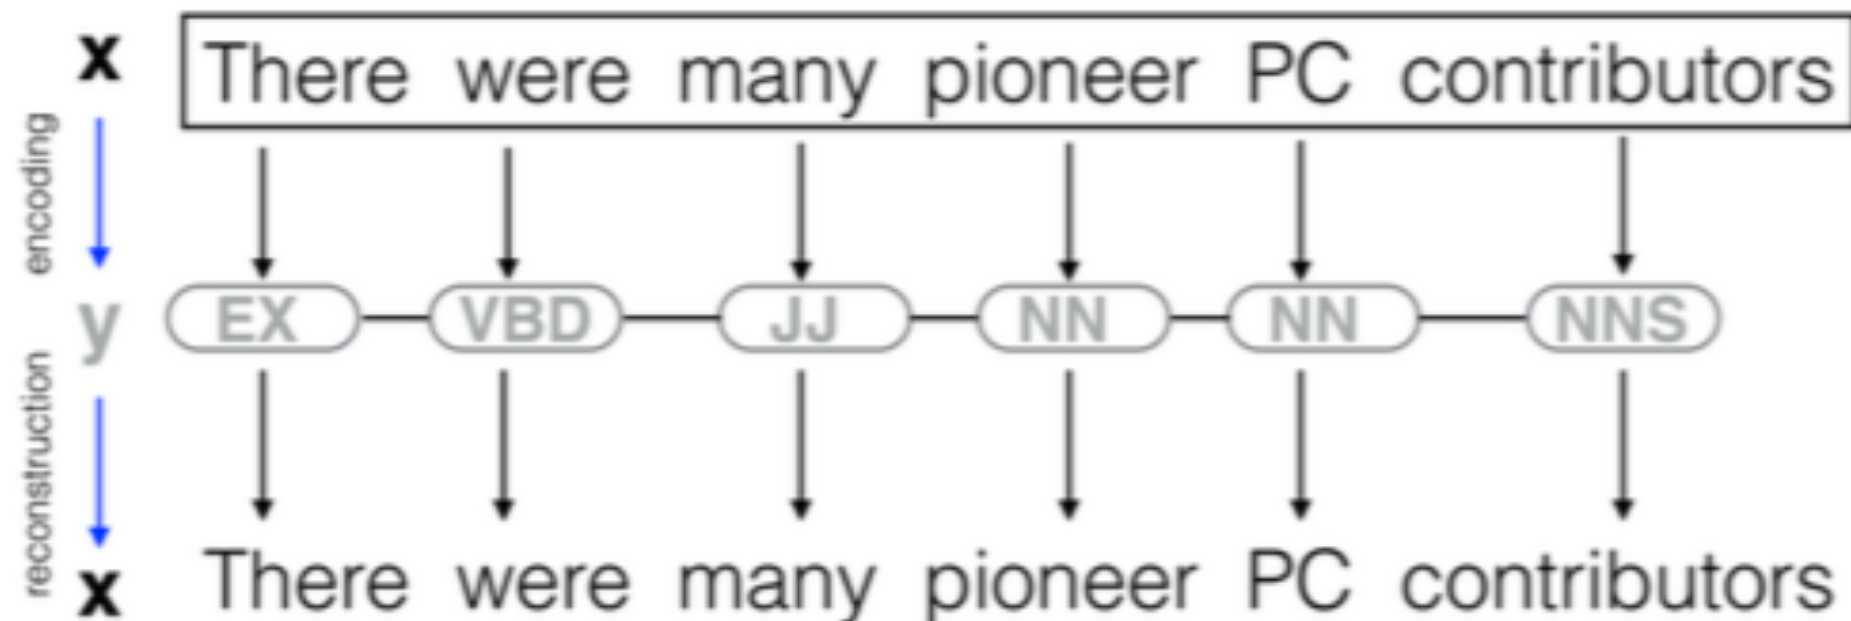 x There were many pioneer PC contributors
encoding
y EX VBD JJ NN NN NNS
reconstruction
x There were many pioneer PC contributors